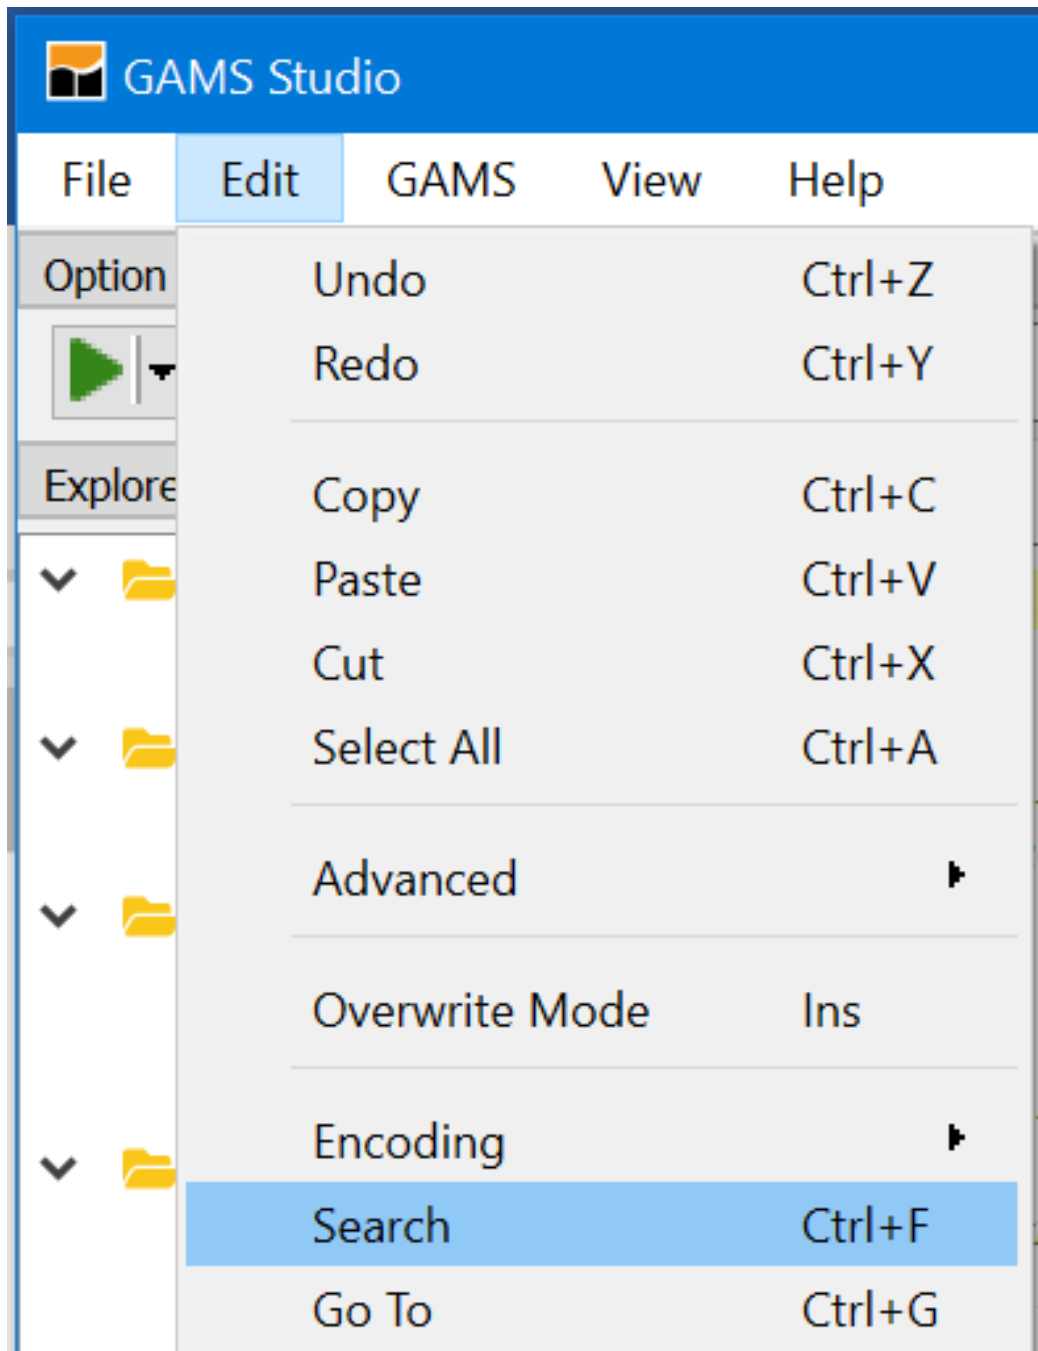 GAMS Studio
File Edit GAMS View Help
Option
Explore
Undo Ctrl+Z
Redo Ctrl+Y
Copy Ctrl+C
Paste Ctrl+V
Cut Ctrl+X
Select All Ctrl+A
Advanced
Overwrite Mode Ins
Encoding
Search Ctrl+F
Go To Ctrl+G